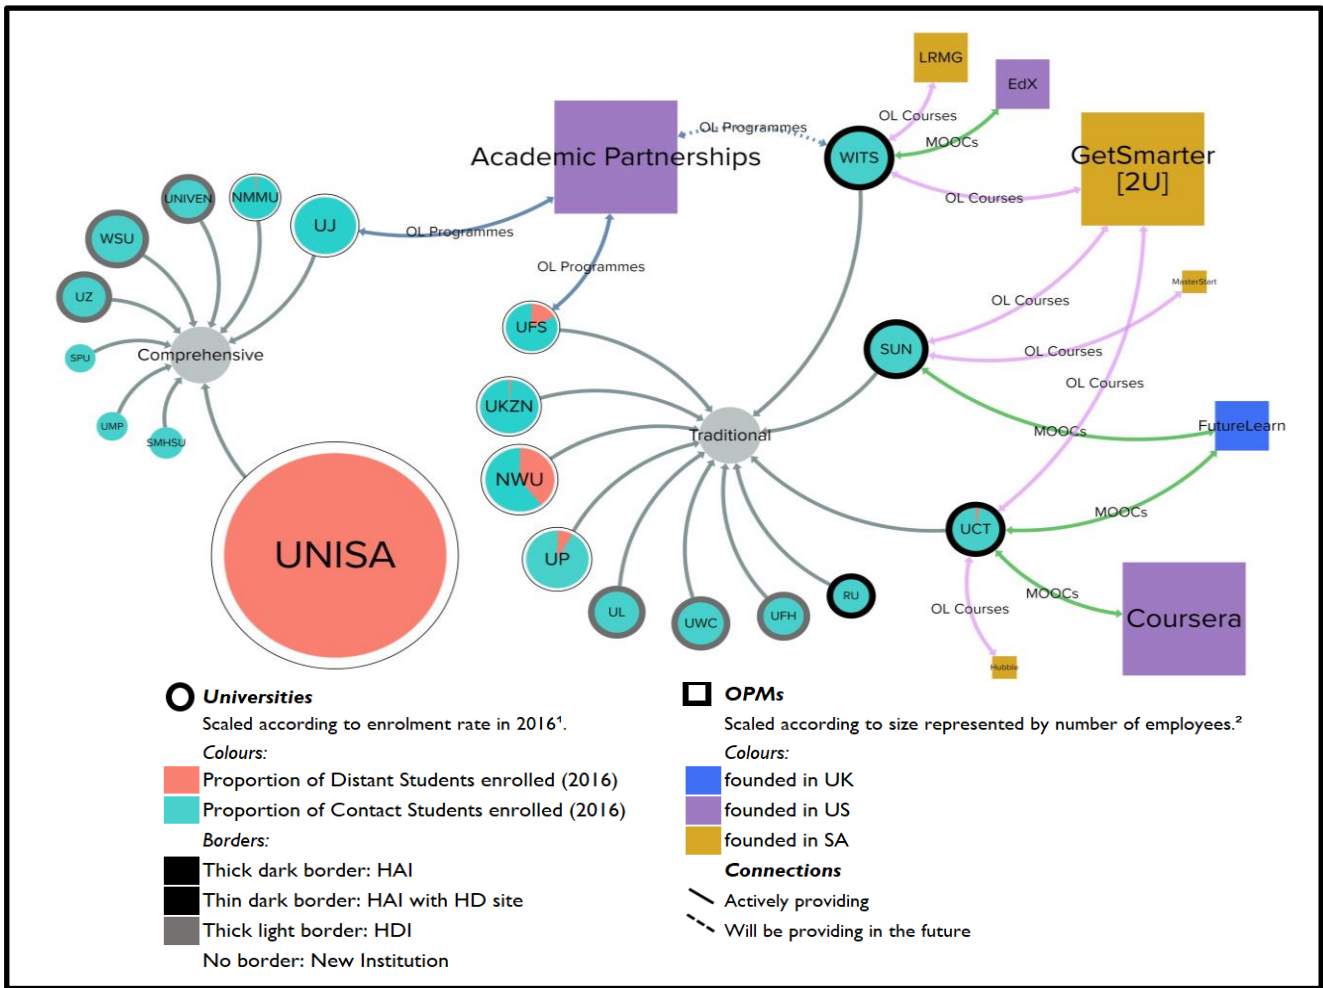 LRMG
EdX
OL Courses
OL Programmes
MOOCs
WITS
Academic Partnerships
GetSmarter
[2U]
OL Courses
UNIVEN
NMMU
UJ
WSU
OL Programmes
OL Programmes
UZ
MasterStart
OL Courses
UFS
SUN
OL Courses
SPU
Comprehensive
OL Courses
UKZN
UMP
SMHSU
Traditional
MOOCs
FutureLearn
NWU
MOOCs
UCT
UNISA
UP
MOOCs
RU
OL Courses
UL
UWC
UFH
Coursera
Hubble
Universities
Scaled according to enrolment rate in 2016¹.
Colours:
Proportion of Distant Students enrolled (2016)
Proportion of Contact Students enrolled (2016)
Borders:
Thick dark border: HAI
Thin dark border: HAI with HD site
Thick light border: HDI
No border: New Institution
OPMs
Scaled according to size represented by number of employees.²
Colours:
founded in UK
founded in US
founded in SA
Connections
Actively providing
Will be providing in the future